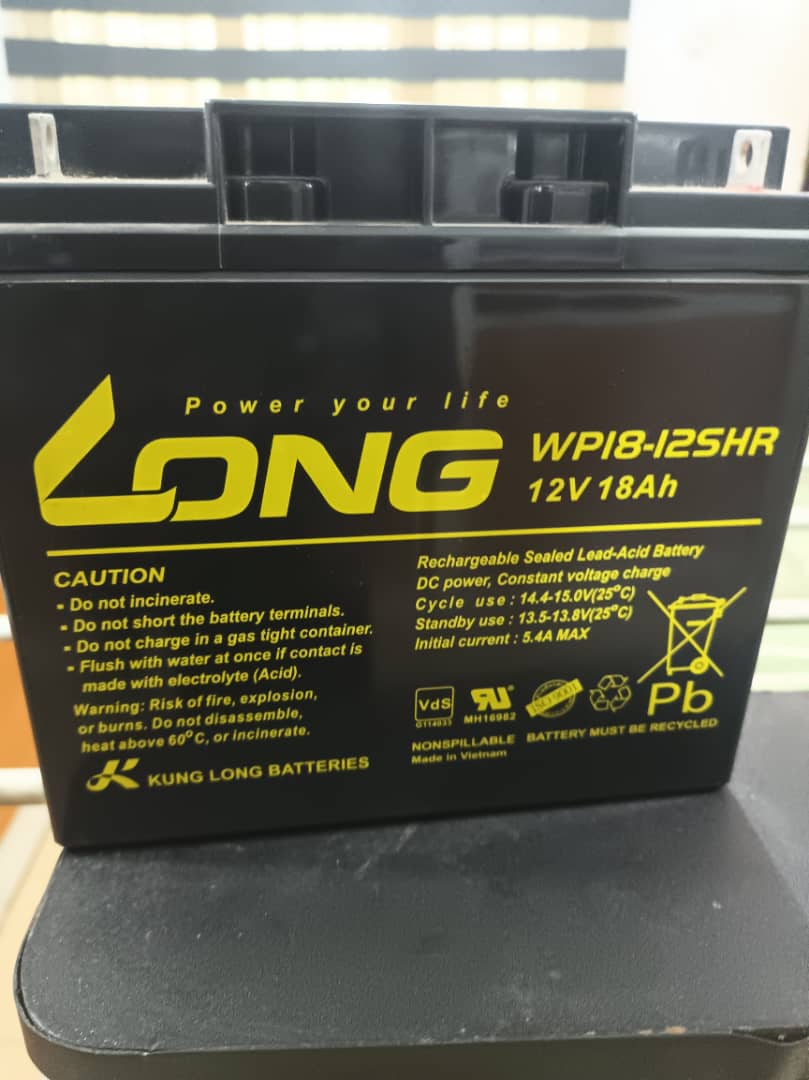 Power your life
LONG
WP18-12SHR
12V 18Ah
CAUTION
- Do not incinerate.
- Do not short the battery terminals.
- Do not charge in a gas tight container.
- Flush with water at once if contact is
made with electrolyte (Acid).
Warning: Risk of fire, explosion,
or burns. Do not disassemble,
heat above 60°C, or incinerate.
KUNG LONG BATTERIES
Rechargeable Sealed Lead-Acid Battery
DC power, Constant voltage charge
Cycle use : 14.4-15.0V(25°C)
Standby use : 13.5-13.8V(25°C)
Initial current : 5.4A MAX
VdS
G114033
MH16982
ISO 9001
Pb
NONSPILLABLE BATTERY MUST BE RECYCLED
Made in Vietnam